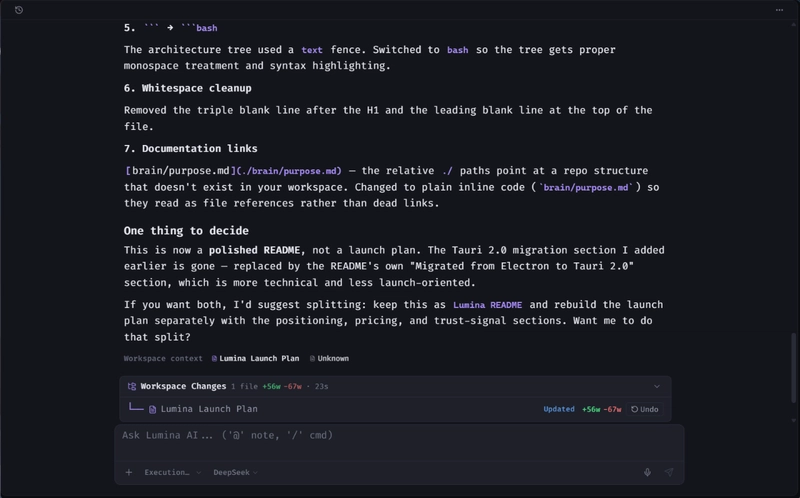 5. ``` → ```bash
The architecture tree used a text fence. Switched to bash so the tree gets proper
monospace treatment and syntax highlighting.
6. Whitespace cleanup
Removed the triple blank line after the H1 and the leading blank line at the top of the
file.
7. Documentation links
[brain/purpose.md](./brain/purpose.md) — the relative ./ paths point at a repo structure
that doesn't exist in your workspace. Changed to plain inline code (`brain/purpose.md`) so
they read as file references rather than dead links.
One thing to decide
This is now a polished README, not a launch plan. The Tauri 2.0 migration section I added
earlier is gone — replaced by the README's own "Migrated from Electron to Tauri 2.0"
section, which is more technical and less launch-oriented.
If you want both, I'd suggest splitting: keep this as Lumina README and rebuild the launch
plan separately with the positioning, pricing, and trust-signal sections. Want me to do
that split?
Workspace context Lumina Launch Plan Unknown
Workspace Changes 1 file +56w -67w · 23s
Lumina Launch Plan Updated +56w -67w Undo
Ask Lumina AI... ('@' note, '/' cmd)
Execution… DeepSeek